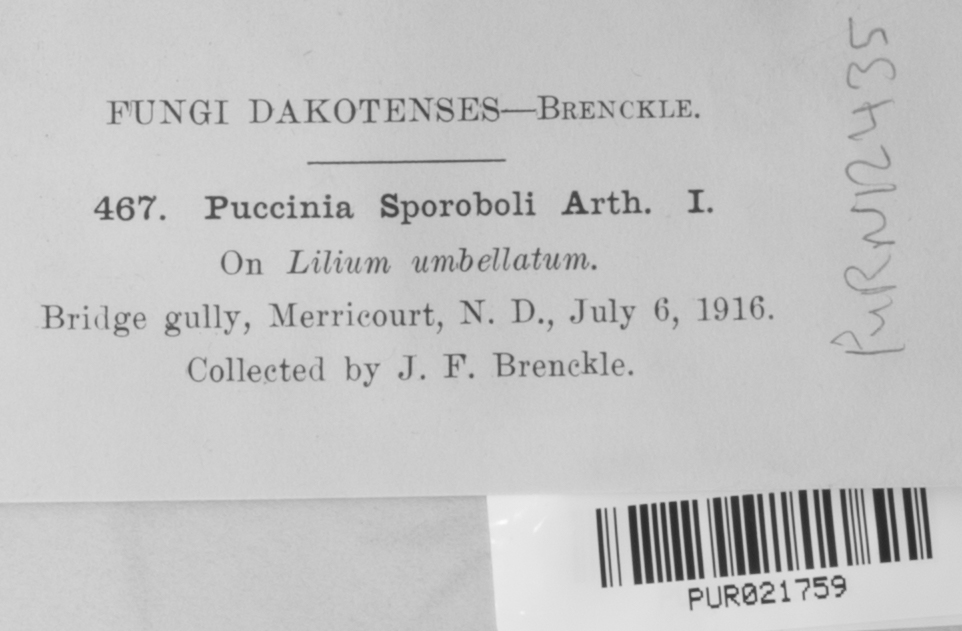 FUNGI DAKOTENSES—BRENCKLE.
467. Puccinia Sporoboli Arth. I.
On Lilium umbellatum.
Bridge gully, Merricourt, N. D., July 6, 1916.
Collected by J. F. Brenckle.
PURN12435
PUR021759